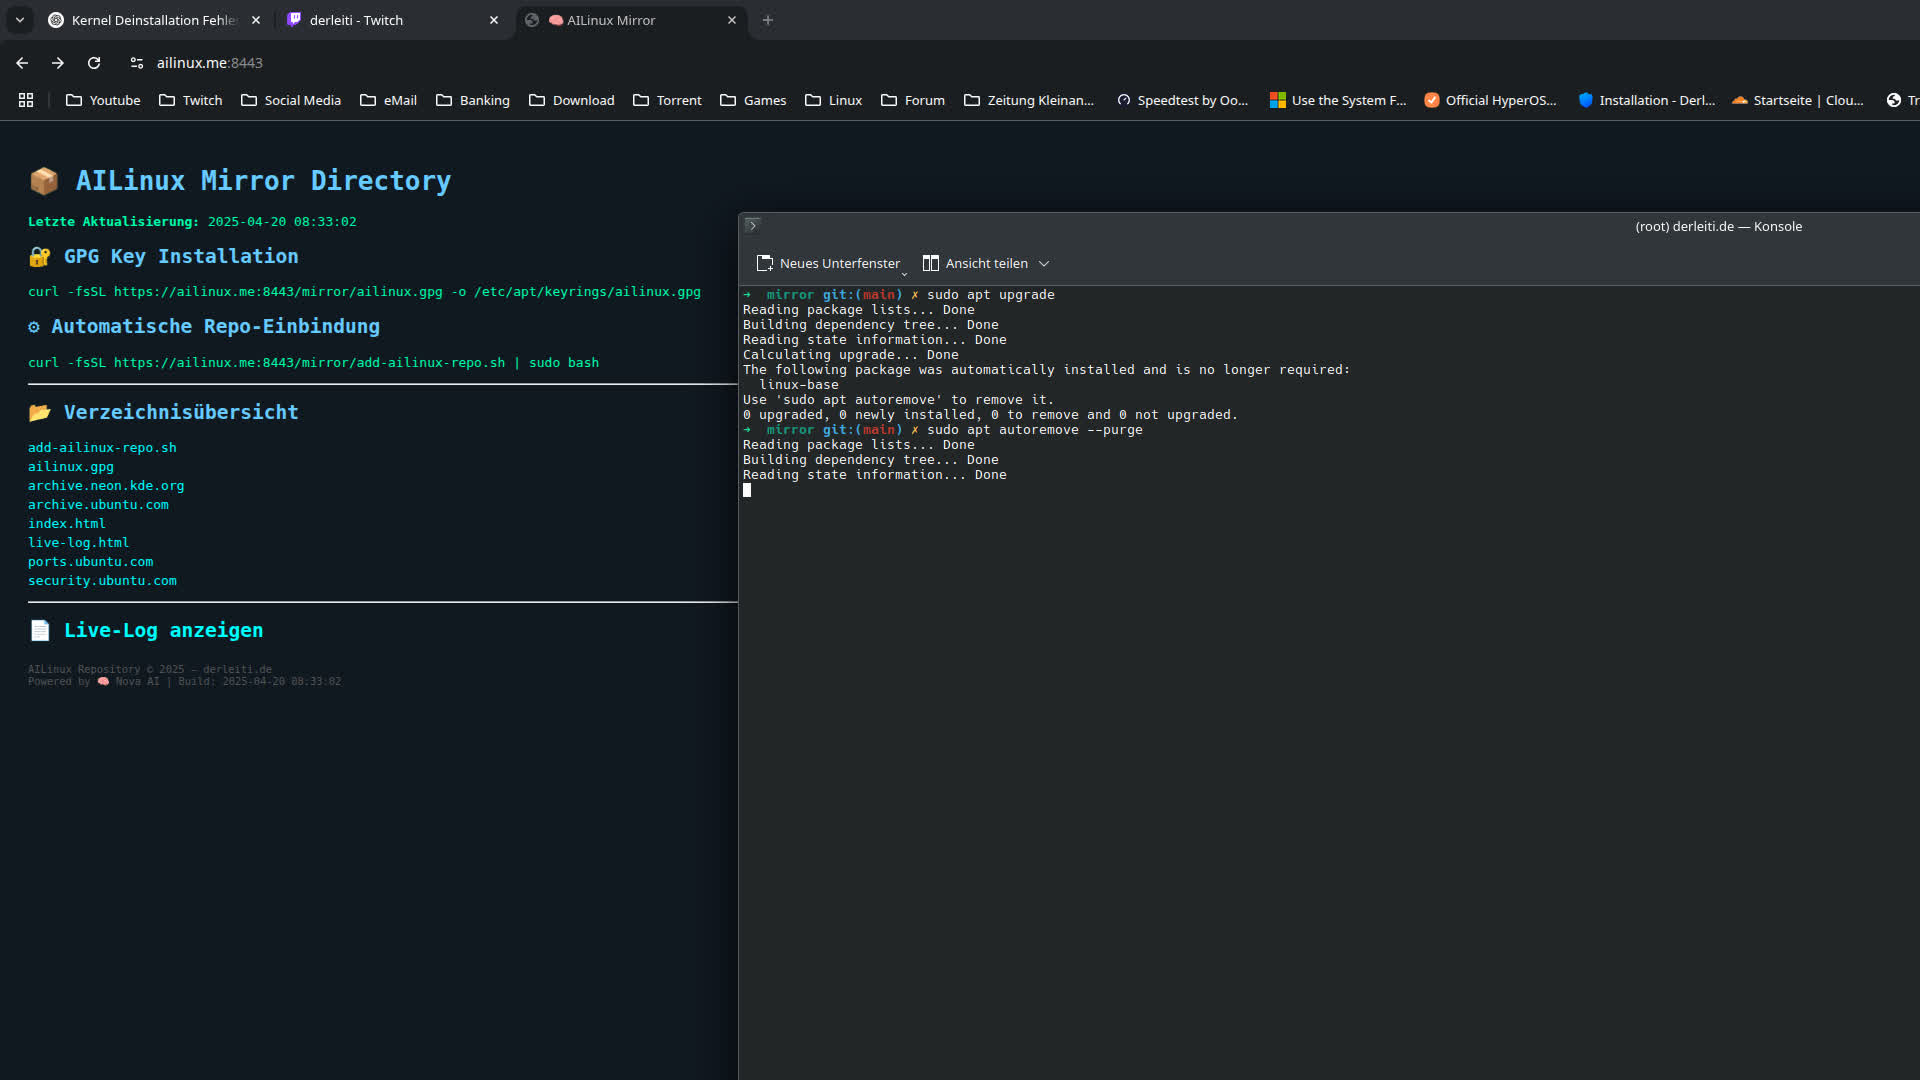 Kernel Deinstallation Fehle
derleiti - Twitch
🧠 AILinux Mirror
ailinux.me:8443
Youtube
Twitch
Social Media
eMail
Banking
Download
Torrent
Games
Linux
Forum
Zeitung Kleinan...
Speedtest by Oo...
Use the System F...
Official HyperOS...
Installation - Derl...
Startseite | Clou...
Tr
📦 AILinux Mirror Directory
Letzte Aktualisierung: 2025-04-20 08:33:02
🔐 GPG Key Installation
curl -fsSL https://ailinux.me:8443/mirror/ailinux.gpg -o /etc/apt/keyrings/ailinux.gpg
⚙ Automatische Repo-Einbindung
curl -fsSL https://ailinux.me:8443/mirror/add-ailinux-repo.sh | sudo bash
📂 Verzeichnisübersicht
add-ailinux-repo.sh
ailinux.gpg
archive.neon.kde.org
archive.ubuntu.com
index.html
live-log.html
ports.ubuntu.com
security.ubuntu.com
📄 Live-Log anzeigen
AILinux Repository © 2025 — derleiti.de
Powered by 🧠 Nova AI | Build: 2025-04-20 08:33:02
(root) derleiti.de — Konsole
Neues Unterfenster
Ansicht teilen
➜  mirror git:(main) ✗ sudo apt upgrade
Reading package lists... Done
Building dependency tree... Done
Reading state information... Done
Calculating upgrade... Done
The following package was automatically installed and is no longer required:
  linux-base
Use 'sudo apt autoremove' to remove it.
0 upgraded, 0 newly installed, 0 to remove and 0 not upgraded.
➜  mirror git:(main) ✗ sudo apt autoremove --purge
Reading package lists... Done
Building dependency tree... Done
Reading state information... Done